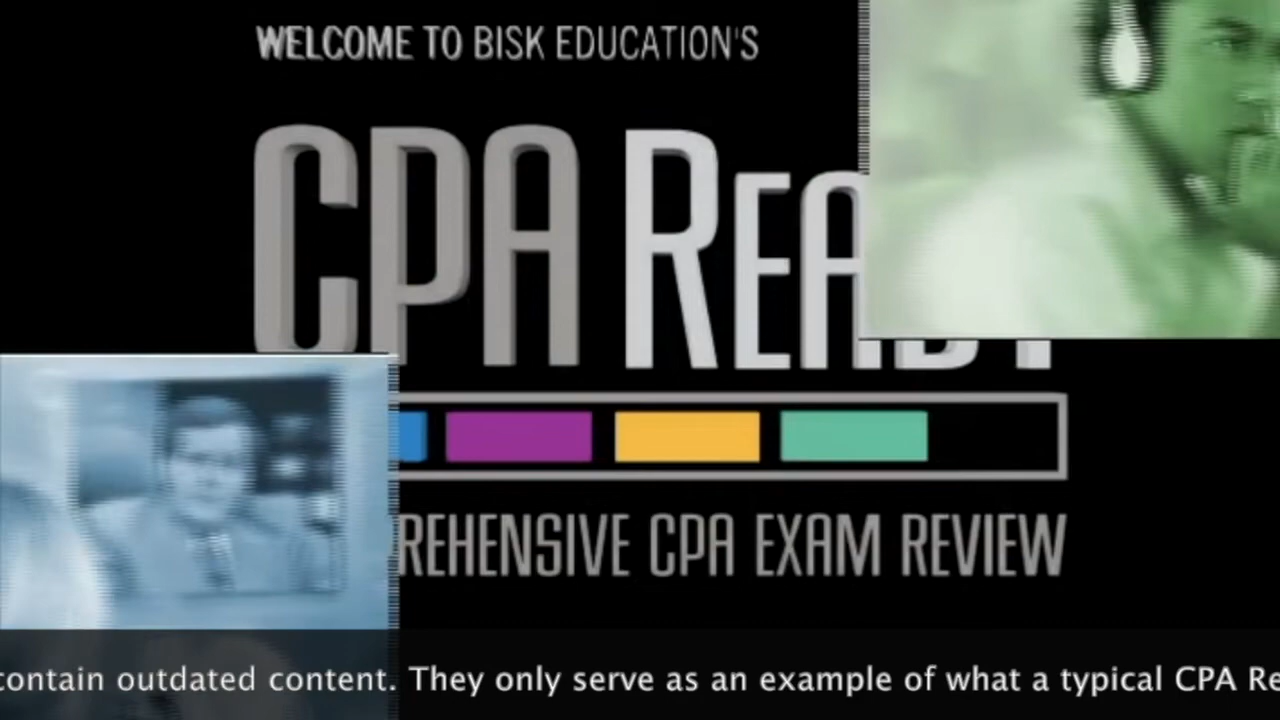 WELCOME TO BISK EDUCATION'S
CPA READY
REHENSIVE CPA EXAM REVIEW
contain outdated content. They only serve as an example of what a typical CPA Re